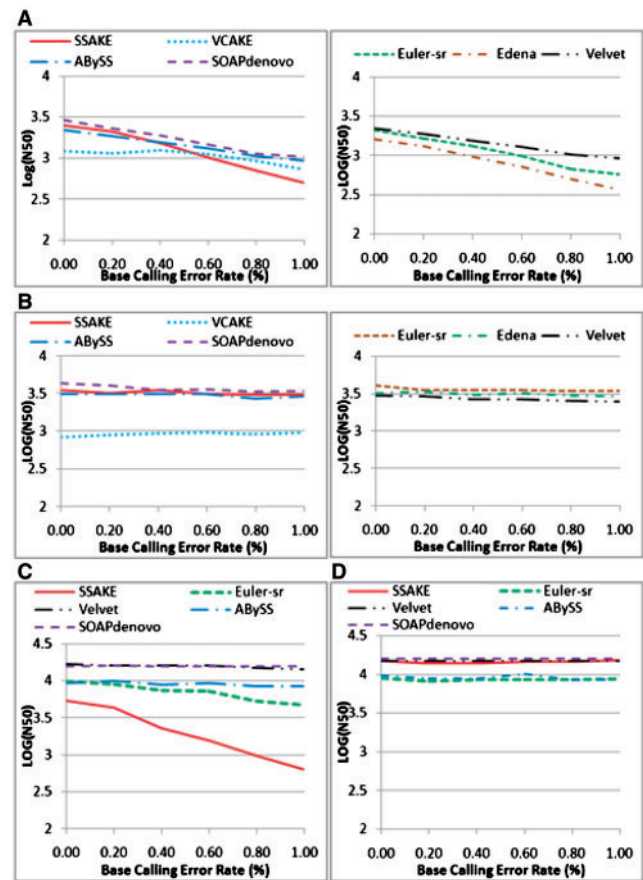 A
SSAKE VCAKE
ABySS SOAPdenovo
4
3.5
3
2.5
2
Log(N50)
0.00 0.20 0.40 0.60 0.80 1.00
Base Calling Error Rate (%)
Euler-sr Edena Velvet
4
3.5
3
2.5
2
LOG(N50)
0.00 0.20 0.40 0.60 0.80 1.00
Base Calling Error Rate (%)
B
SSAKE VCAKE
ABySS SOAPdenovo
4
3.5
3
2.5
2
LOG(N50)
0.00 0.20 0.40 0.60 0.80 1.00
Base Calling Error Rate (%)
Euler-sr Edena Velvet
4
3.5
3
2.5
2
LOG(N50)
0.00 0.20 0.40 0.60 0.80 1.00
Base Calling Error Rate (%)
C
SSAKE Euler-sr
Velvet ABySS
SOAPdenovo
4.5
4
3.5
3
2.5
2
LOG(N50)
0.00 0.20 0.40 0.60 0.80 1.00
Base Calling Error Rate (%)
D
SSAKE Euler-sr
Velvet ABySS
SOAPdenovo
4.5
4
3.5
3
2.5
2
LOG(N50)
0.00 0.20 0.40 0.60 0.80 1.00
Base Calling Error Rate (%)